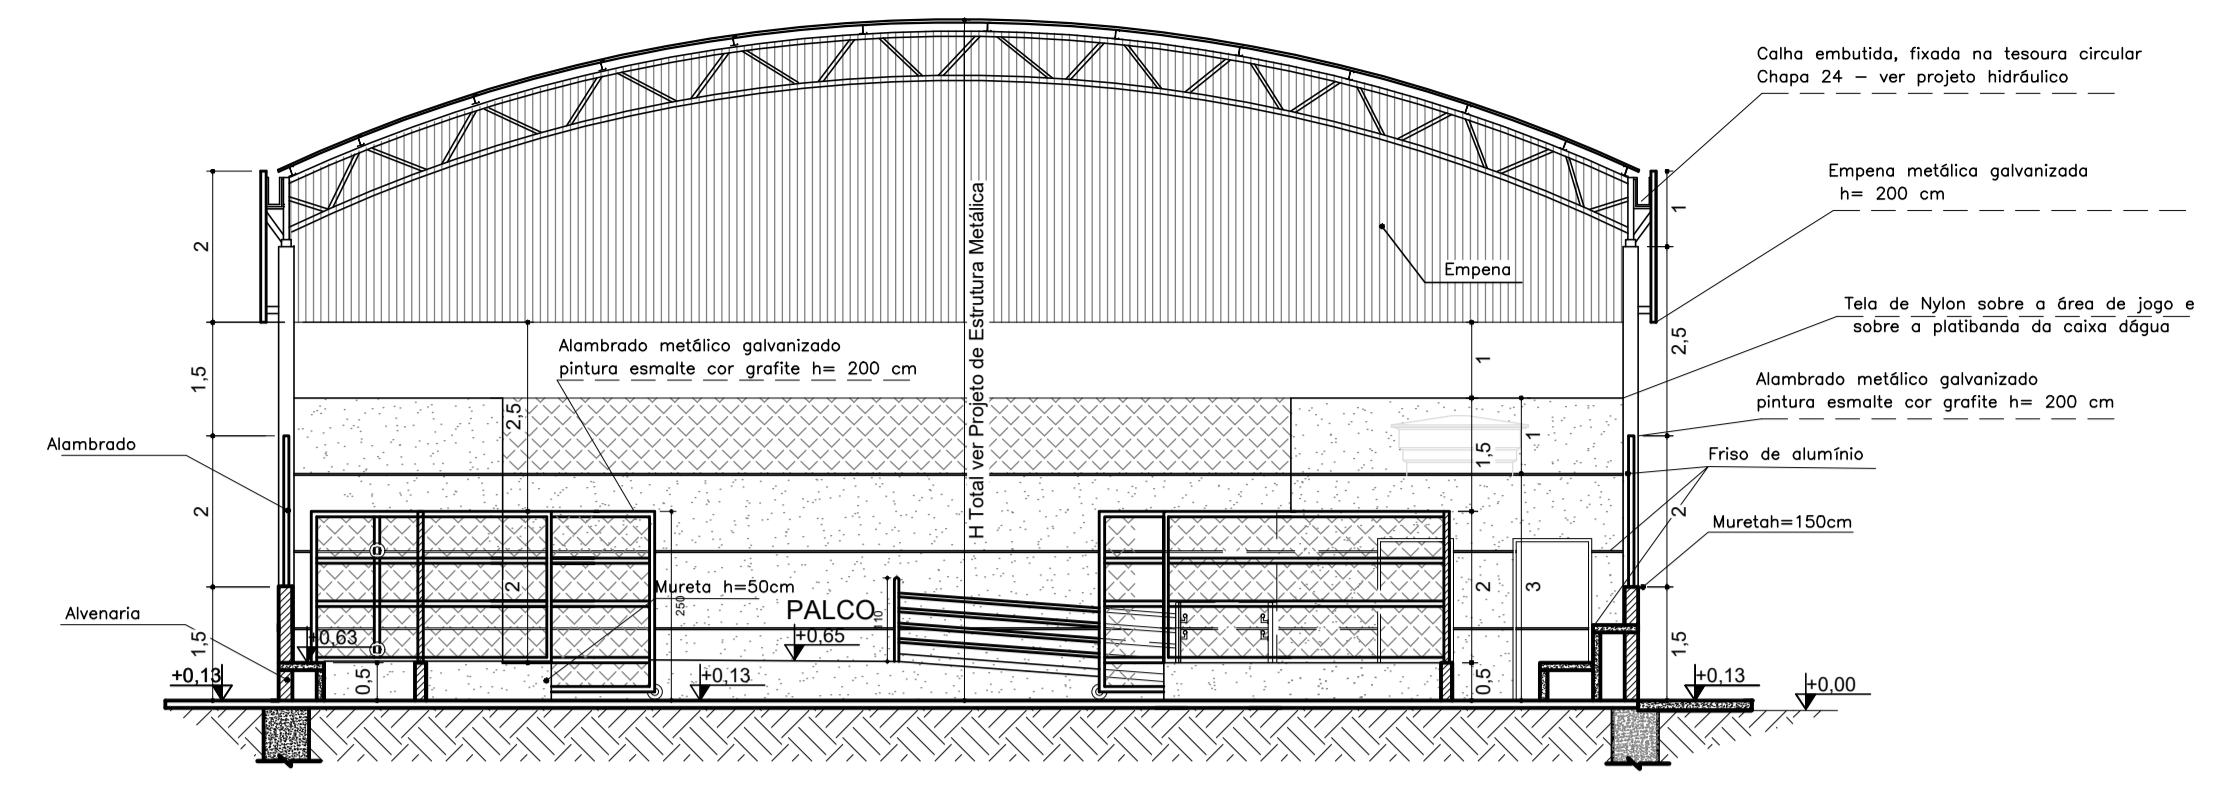 Calha embutida, fixada na tesoura circular
Chapa 24 – ver projeto hidráulico
Empena metálica galvanizada
h= 200 cm
1
2
H Total ver Projeto de Estrutura Metálica
Empena
Tela de Nylon sobre a área de jogo e
sobre a platibanda da caixa dágua
2,5
Alambrado metálico galvanizado
pintura esmalte cor grafite h= 200 cm
1
1,5
Alambrado metálico galvanizado
pintura esmalte cor grafite h= 200 cm
2,5
1,5
1
Alambrado
Friso de alumínio
2
2
Muretah=150cm
Mureta h=50cm
2
250
PALCO
110
2
3
Alvenaria
+0,63
+0,65
1,5
1,5
+0,13
0,5
+0,13
0,5
+0,13
+0,00